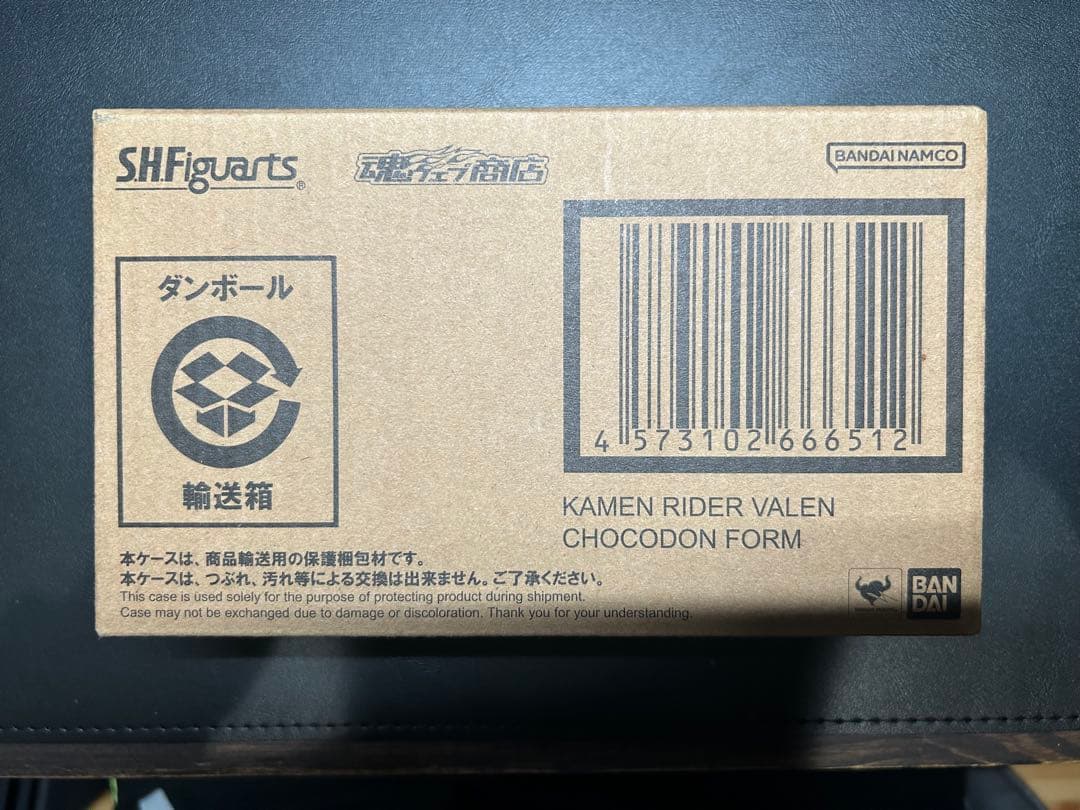 S.H.Figuarts®
魂ウェブ商店
BANDAI NAMCO
ダンボール
輸送箱
4 573102 666512
KAMEN RIDER VALEN
CHOCODON FORM
本ケースは、商品輸送用の保護梱包材です。
本ケースは、つぶれ、汚れ等による交換は出来ません。ご了承ください。
This case is used solely for the purpose of protecting product during shipment.
Case may not be exchanged due to damage or discoloration. Thank you for your understanding.
BAN
DAI